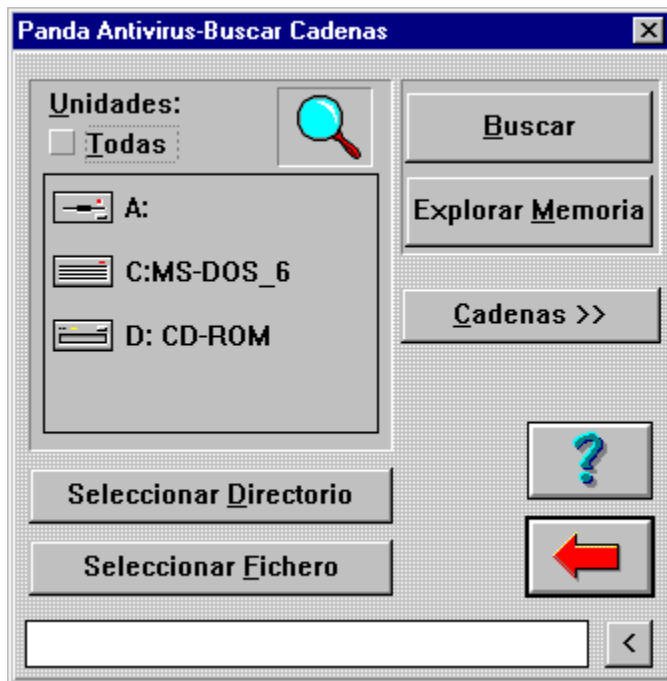 Panda Antivirus-Buscar Cadenas
Unidades:
Todas
A:
C:MS-DOS_6
D: CD-ROM
Buscar
Explorar Memoria
Cadenas >>
Seleccionar Directorio
Seleccionar Fichero
?
<